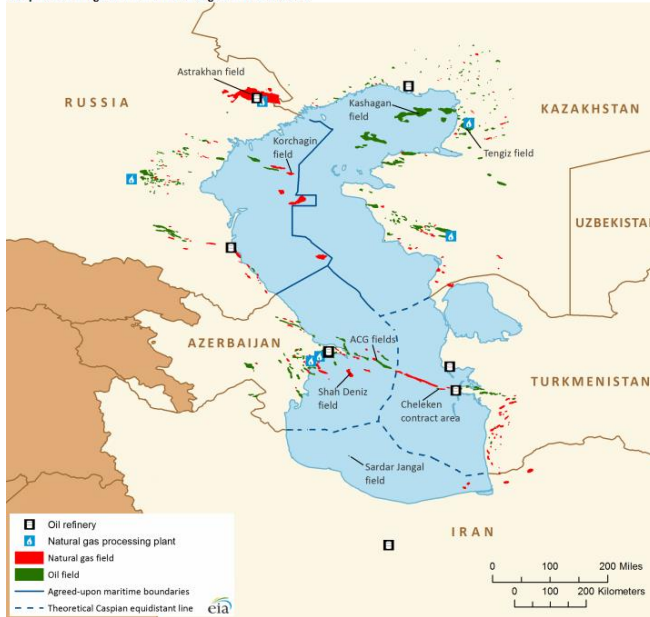 Astrakhan field
RUSSIA
Kashagan
field
KAZAKHSTAN
Korchagin
field
Tengiz field
UZBEKISTAN
AZERBAIJAN
ACG fields
Shah Deniz
field
Cheleken
contract area
TURKMENISTAN
Sardar Jangal
field
IRAN
Oil refinery
Natural gas processing plant
Natural gas field
Oil field
Agreed-upon maritime boundaries
Theoretical Caspian equidistant line
eia
0 100 200 Miles
0 100 200 Kilometers